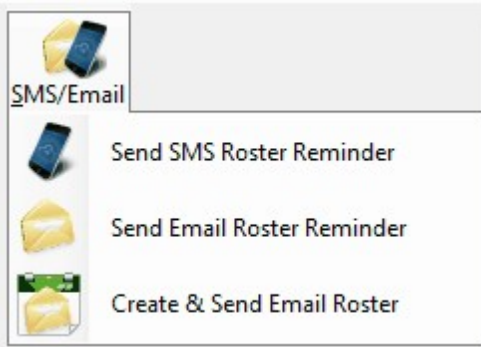 SMS/Email
Send SMS Roster Reminder
Send Email Roster Reminder
Create & Send Email Roster